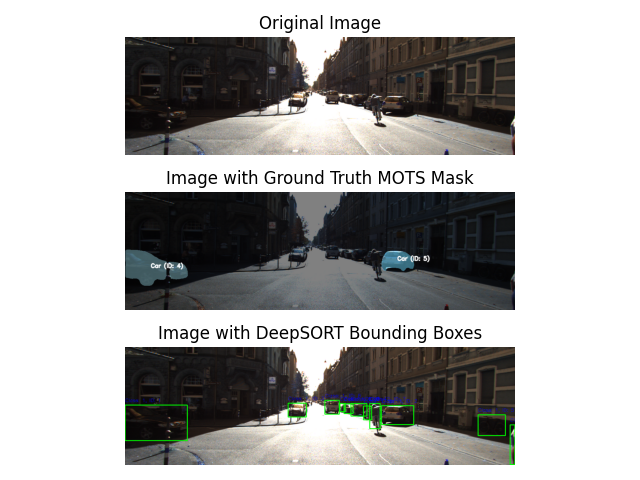 Original Image
Image with Ground Truth MOTS Mask
Car (ID: 4)
Car (ID: 5)
Image with DeepSORT Bounding Boxes